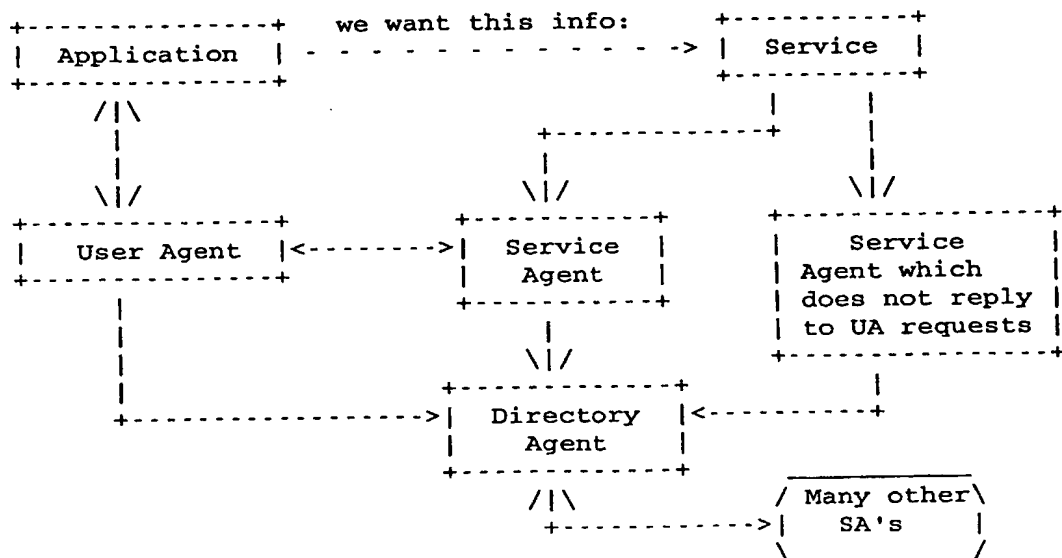 we want this info:
Application
Service
User Agent
Service
Agent
Service
Agent which
does not reply
to UA requests
Directory
Agent
Many other
SA's